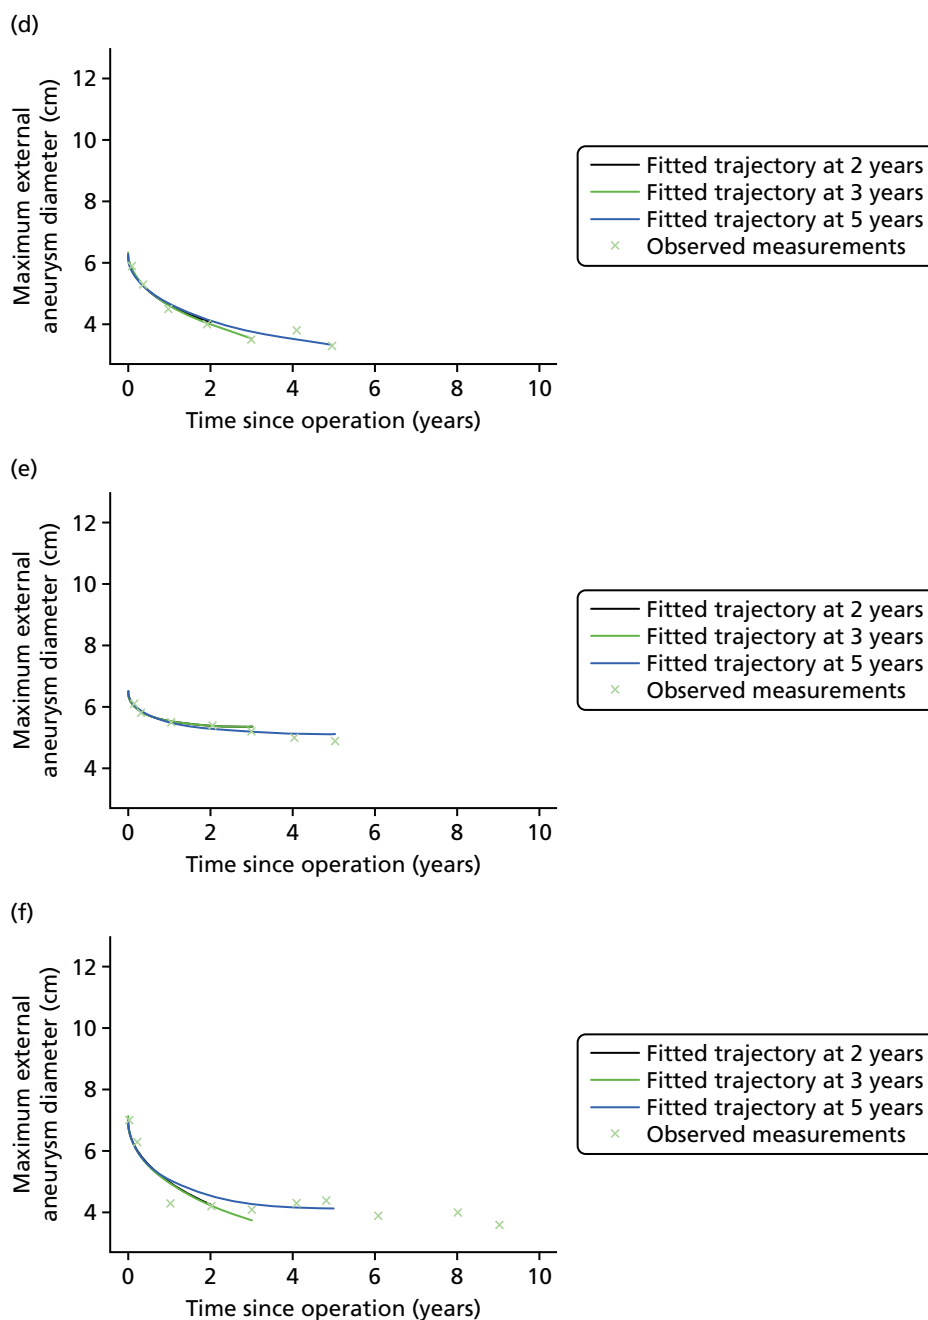 (d)
Maximum external
aneurysm diameter (cm)
12
10
8
6
4
0 2 4 6 8 10
Time since operation (years)
Fitted trajectory at 2 years
Fitted trajectory at 3 years
Fitted trajectory at 5 years
Observed measurements
(e)
Maximum external
aneurysm diameter (cm)
12
10
8
6
4
0 2 4 6 8 10
Time since operation (years)
Fitted trajectory at 2 years
Fitted trajectory at 3 years
Fitted trajectory at 5 years
Observed measurements
(f)
Maximum external
aneurysm diameter (cm)
12
10
8
6
4
0 2 4 6 8 10
Time since operation (years)
Fitted trajectory at 2 years
Fitted trajectory at 3 years
Fitted trajectory at 5 years
Observed measurements